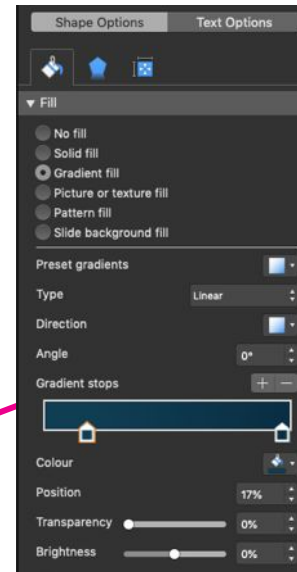 Shape Options Text Options
Fill
No fill
Solid fill
Gradient fill
Picture or texture fill
Pattern fill
Slide background fill
Preset gradients
Type Linear
Direction
Angle 0°
Gradient stops
Colour
Position 17%
Transparency 0%
Brightness 0%